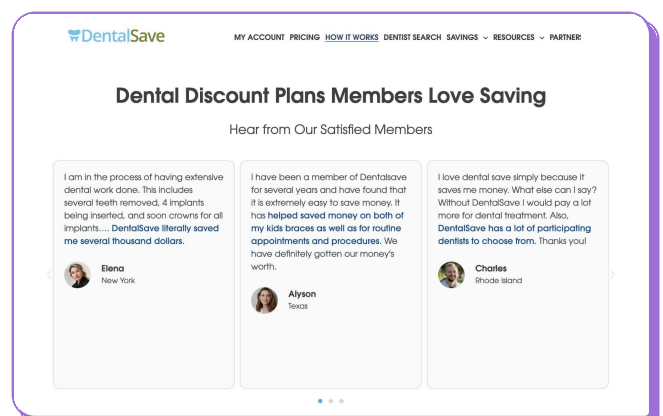 DentalSave
MY ACCOUNT PRICING HOW IT WORKS DENTIST SEARCH SAVINGS RESOURCES PARTNERS
Dental Discount Plans Members Love Saving
Hear from Our Satisfied Members
I am in the process of having extensive
dental work done. This includes
several teeth removed, 4 implants
being inserted, and soon crowns for all
implants.... DentalSave literally saved
me several thousand dollars.
Elena
New York
I have been a member of Dentalsave
for several years and have found that
it is extremely easy to save money. It
has helped saved money on both of
my kids braces as well as for routine
appointments and procedures. We
have definitely gotten our money's
worth.
Alyson
Texas
I love dental save simply because it
saves me money. What else can I say?
Without DentalSave I would pay a lot
more for dental treatment. Also,
DentalSave has a lot of participating
dentists to choose from. Thank you!
Charles
Rhode Island